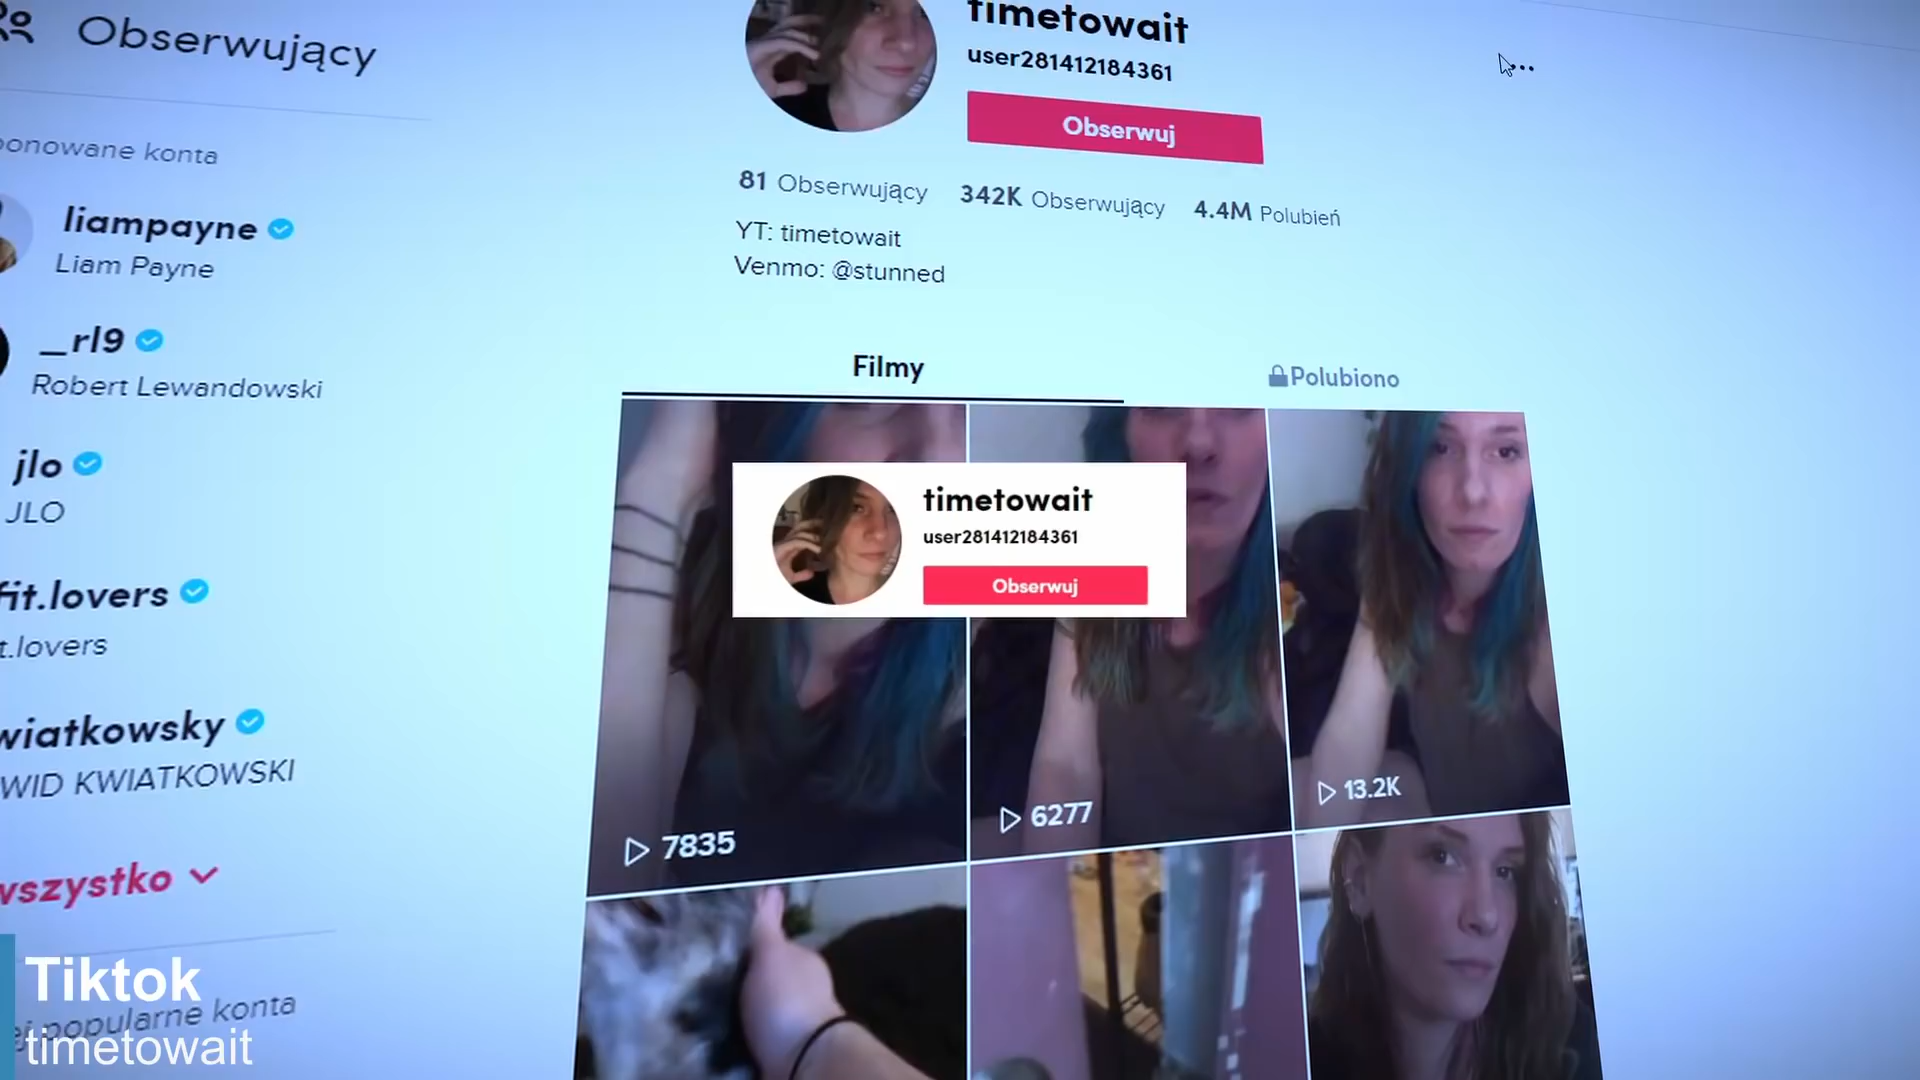 Obserwujący
ponowane konta
liampayne
Liam Payne
_rl9
Robert Lewandowski
jlo
JLO
fit.lovers
t.lovers
wiatkowsky
WID KWIATKOWSKI
wszystko
popularne konta
timetowait
user281412184361
Obserwuj
81 Obserwujący 342K Obserwujący 4.4M Polubień
YT: timetowait
Venmo: @stunned
Filmy Polubiono
timetowait
user281412184361
Obserwuj
7835 6277 13.2K
Tiktok
timetowait